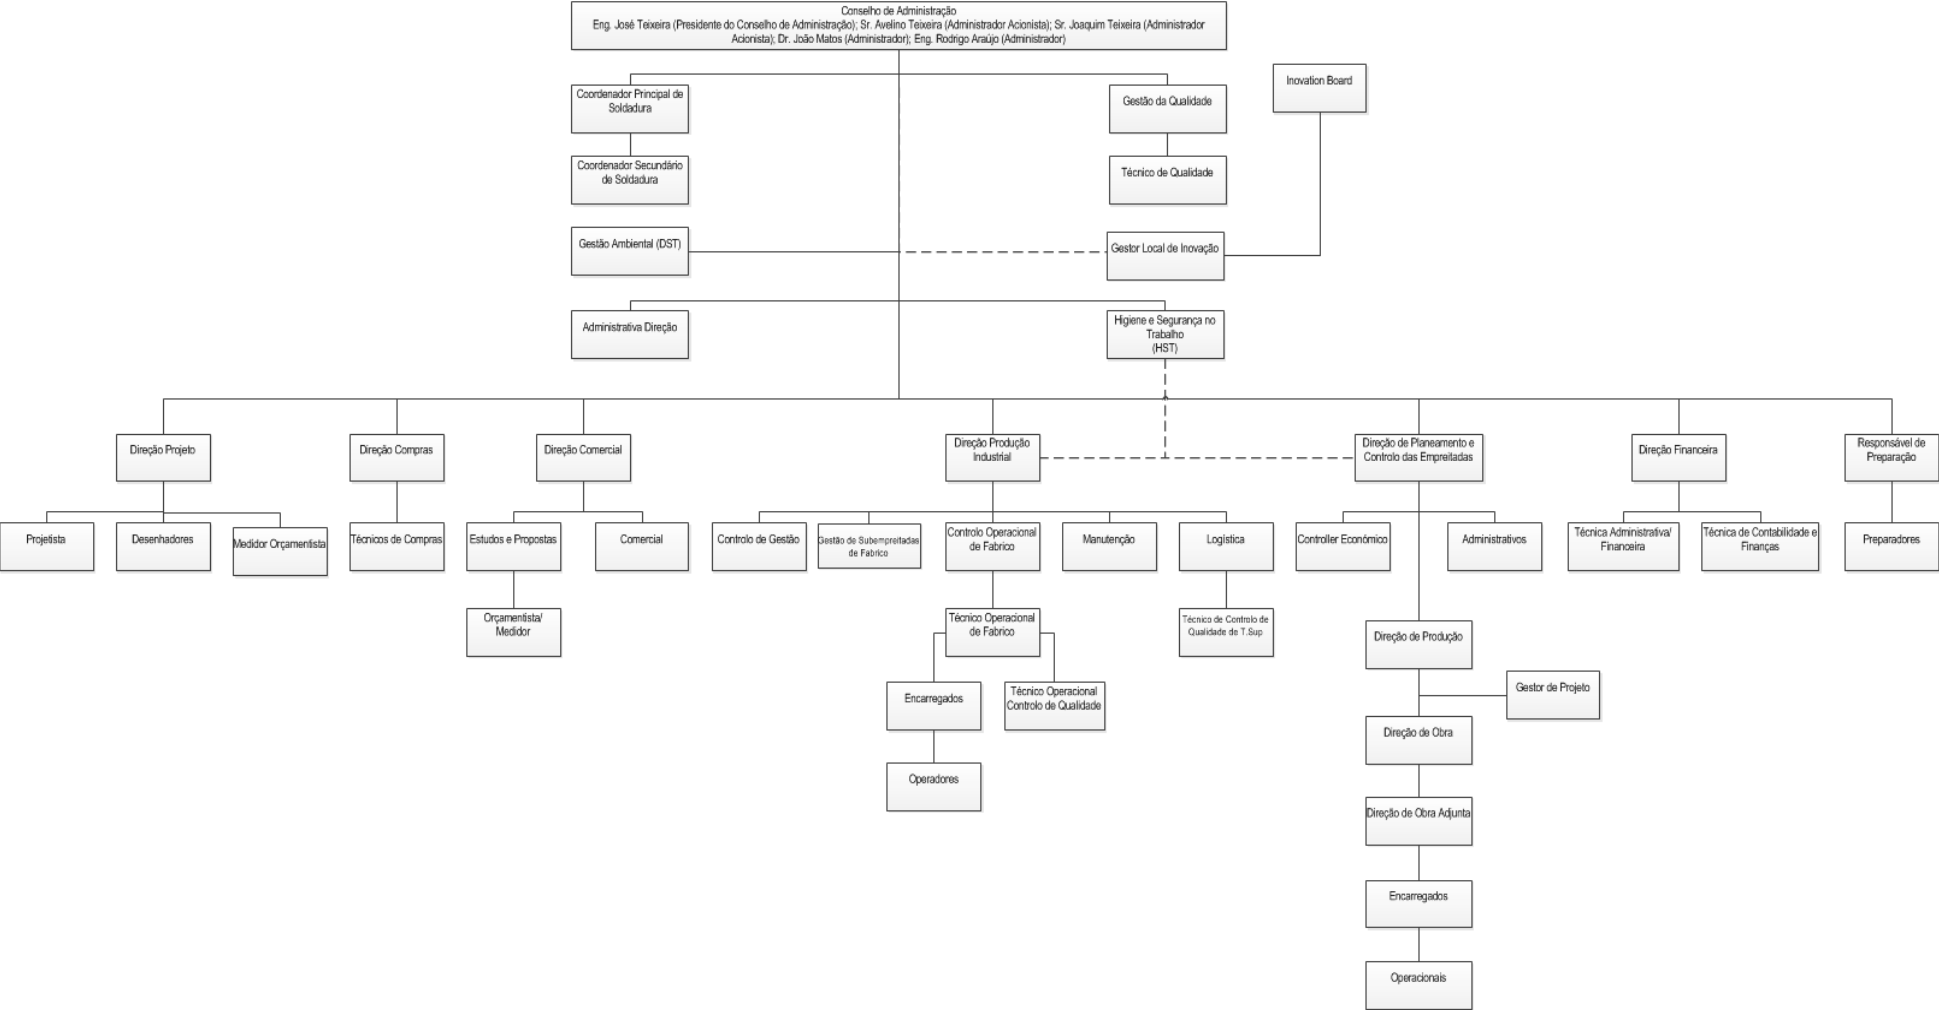 Conselho de Administração
Eng. José Teixeira (Presidente do Conselho de Administração); Sr. Avelino Teixeira (Administrador Acionista); Sr. Joaquim Teixeira (Administrador
Acionista); Dr. João Matos (Administrador); Eng. Rodrigo Araújo (Administrador)
Inovation Board
Coordenador Principal de
Soldadura
Gestão da Qualidade
Coordenador Secundário
de Soldadura
Técnico de Qualidade
Gestão Ambiental (DST)
Gestor Local de Inovação
Administrativa Direção
Higiene e Segurança no
Trabalho
(HST)
Direção Projeto
Direção Compras
Direção Comercial
Direção Produção
Industrial
Direção de Planeamento e
Controlo das Empreitadas
Direção Financeira
Responsável de
Preparação
Projetista
Desenhadores
Medidor Orçamentista
Técnicos de Compras
Estudos e Propostas
Comercial
Controlo de Gestão
Gestão de Subempreitadas
de Fabrico
Controlo Operacional
de Fabrico
Manutenção
Logística
Controller Económico
Administrativos
Técnica Administrativa/
Financeira
Técnica de Contabilidade e
Finanças
Preparadores
Orçamentista/
Medidor
Técnico Operacional
de Fabrico
Técnico de Controlo de
Qualidade de T.Sup
Direção de Produção
Encarregados
Técnico Operacional
Controlo de Qualidade
Gestor de Projeto
Direção de Obra
Operadores
Direção de Obra Adjunta
Encarregados
Operacionais